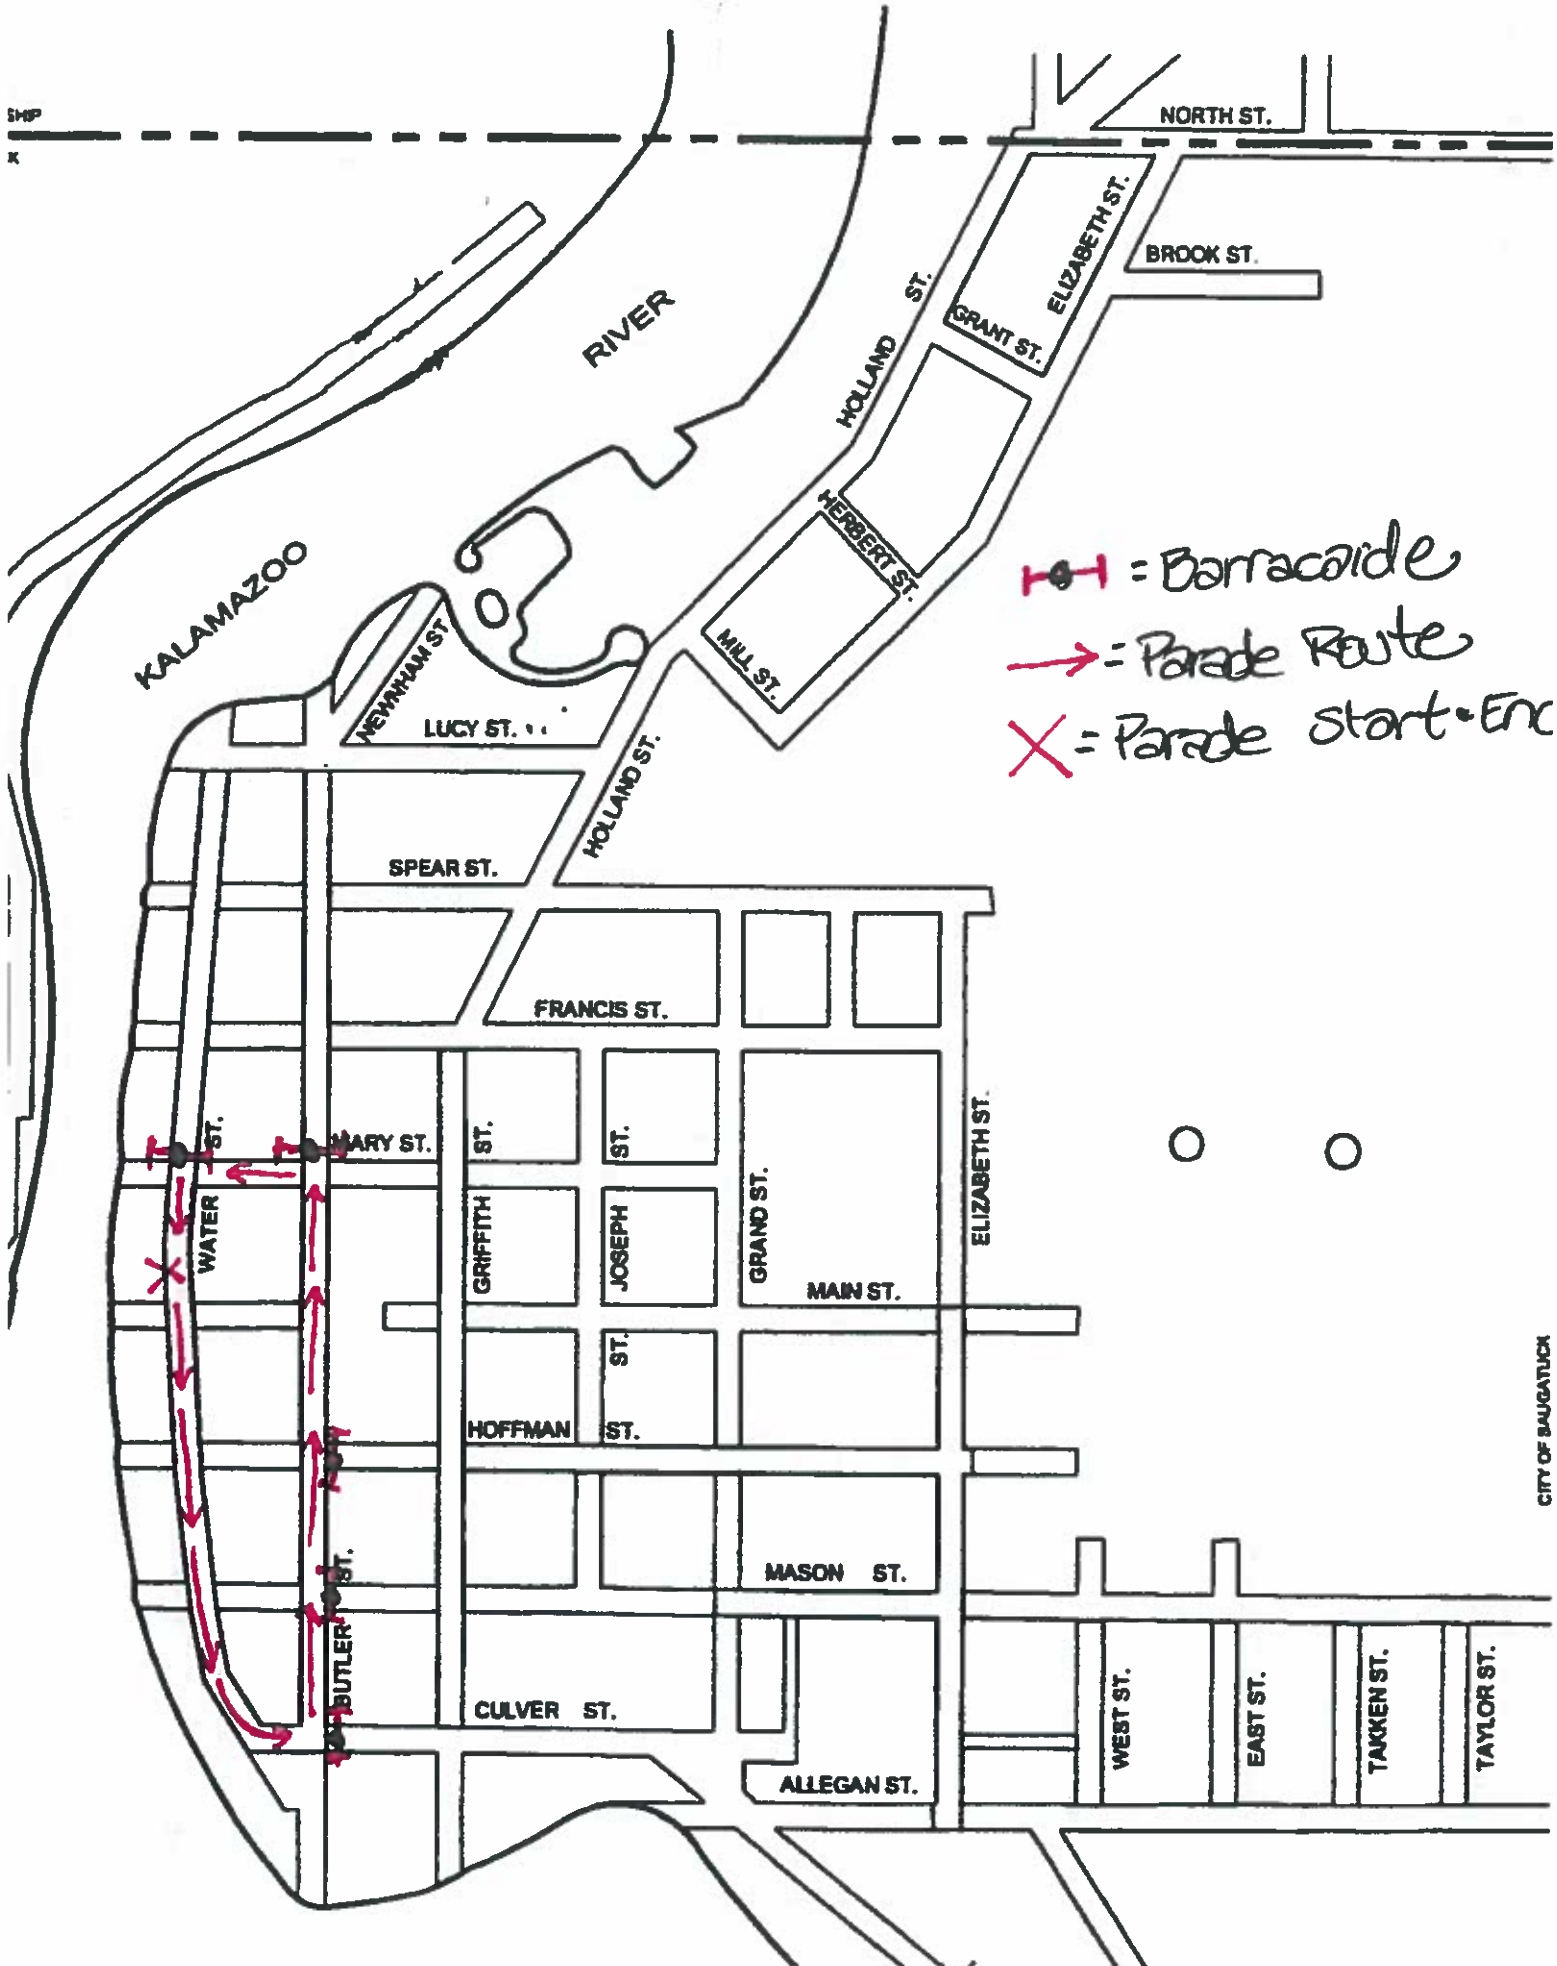 SHIP
K
NORTH ST.
ELIZABETH ST.
BROOK ST.
HOLLAND ST.
GRANT ST.
RIVER
HERBERT ST.
= Barracaide
KALAMAZOO
= Parade Route
MILL ST.
NEWNHAM ST.
LUCY ST.
= Parade Start • End
HOLLAND ST.
SPEAR ST.
FRANCIS ST.
WATER ST.
MARY ST.
GRIFFITH ST.
JOSEPH ST.
GRAND ST.
ELIZABETH ST.
MAIN ST.
ST.
HOFFMAN ST.
CITY OF SAUGATUCK
MASON ST.
BUTLER ST.
CULVER ST.
WEST ST.
EAST ST.
TAKKEN ST.
TAYLOR ST.
ALLEGAN ST.